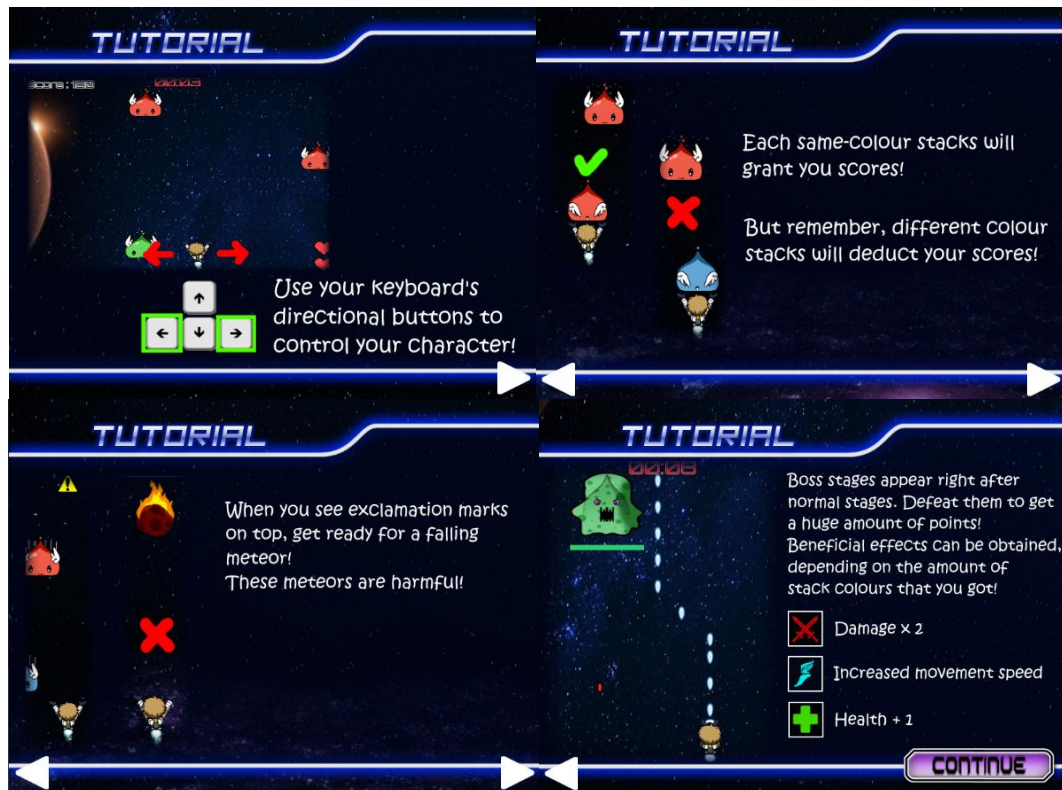 TUTORIAL
Score : 120
00:03
Use your keyboard's
directional buttons to
control your character!
TUTORIAL
Each same-colour stacks will
grant you scores!
But remember, different colour
stacks will deduct your scores!
TUTORIAL
When you see exclamation marks
on top, get ready for a falling
meteor!
These meteors are harmful!
TUTORIAL
00:08
Boss stages appear right after
normal stages. Defeat them to get
a huge amount of points!
Beneficial effects can be obtained,
depending on the amount of
stack colours that you got!
Damage x 2
Increased movement speed
Health + 1
CONTINUE